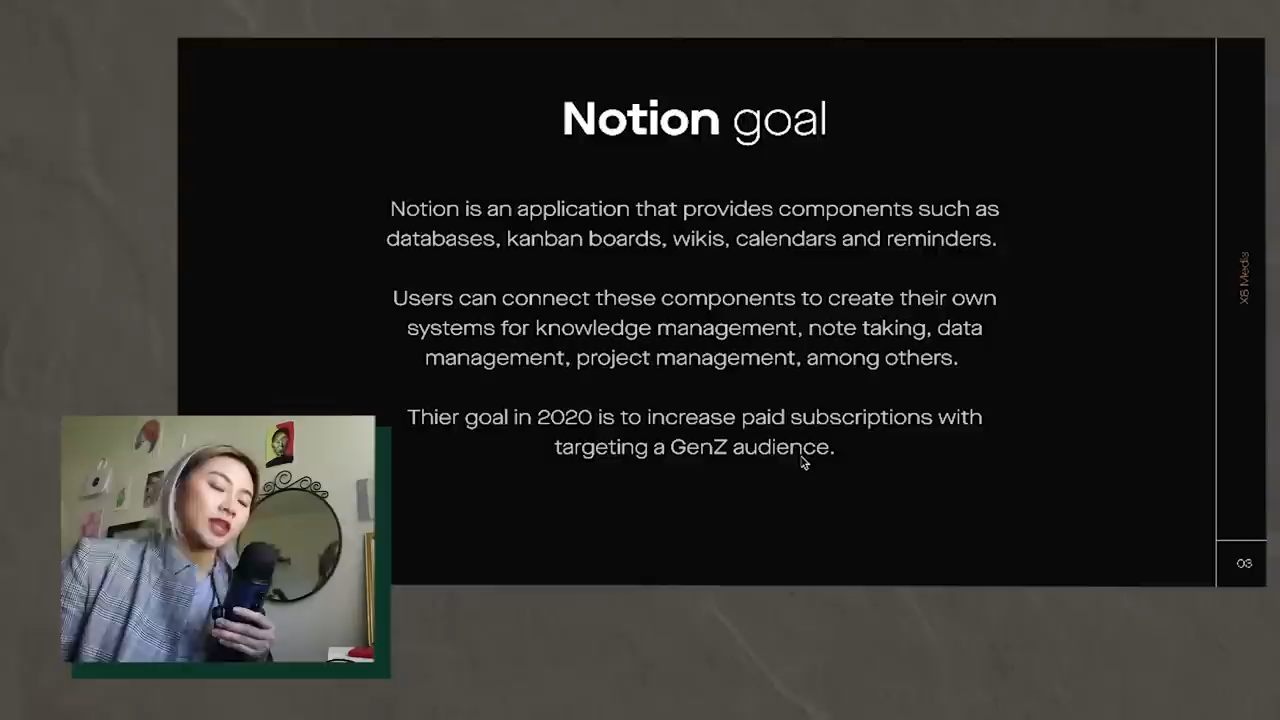 Notion goal
Notion is an application that provides components such as
databases, kanban boards, wikis, calendars and reminders.
Users can connect these components to create their own
systems for knowledge management, note taking, data
management, project management, among others.
Thier goal in 2020 is to increase paid subscriptions with
targeting a GenZ audience.
X8 Media
03